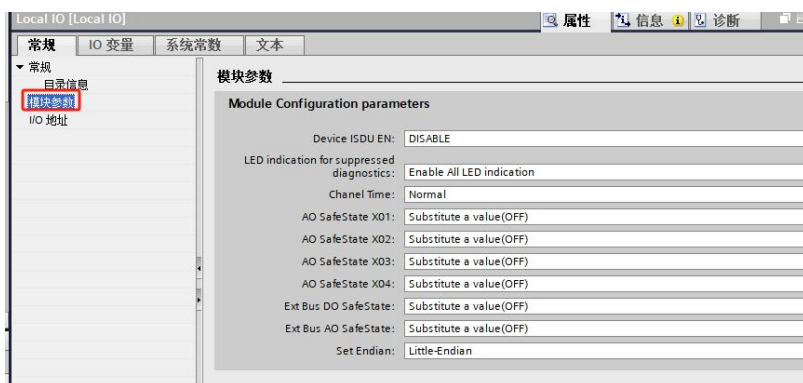 Local IO [Local IO]
属性 信息 诊断
常规 IO 变量 系统常数 文本
常规
目录信息
模块参数
I/O 地址
模块参数
Module Configuration parameters
Device ISDU EN: DISABLE
LED indication for suppressed
diagnostics: Enable All LED indication
Chanel Time: Normal
AO SafeState X01: Substitute a value(OFF)
AO SafeState X02: Substitute a value(OFF)
AO SafeState X03: Substitute a value(OFF)
AO SafeState X04: Substitute a value(OFF)
Ext Bus DO SafeState: Substitute a value(OFF)
Ext Bus AO SafeState: Substitute a value(OFF)
Set Endian: Little-Endian